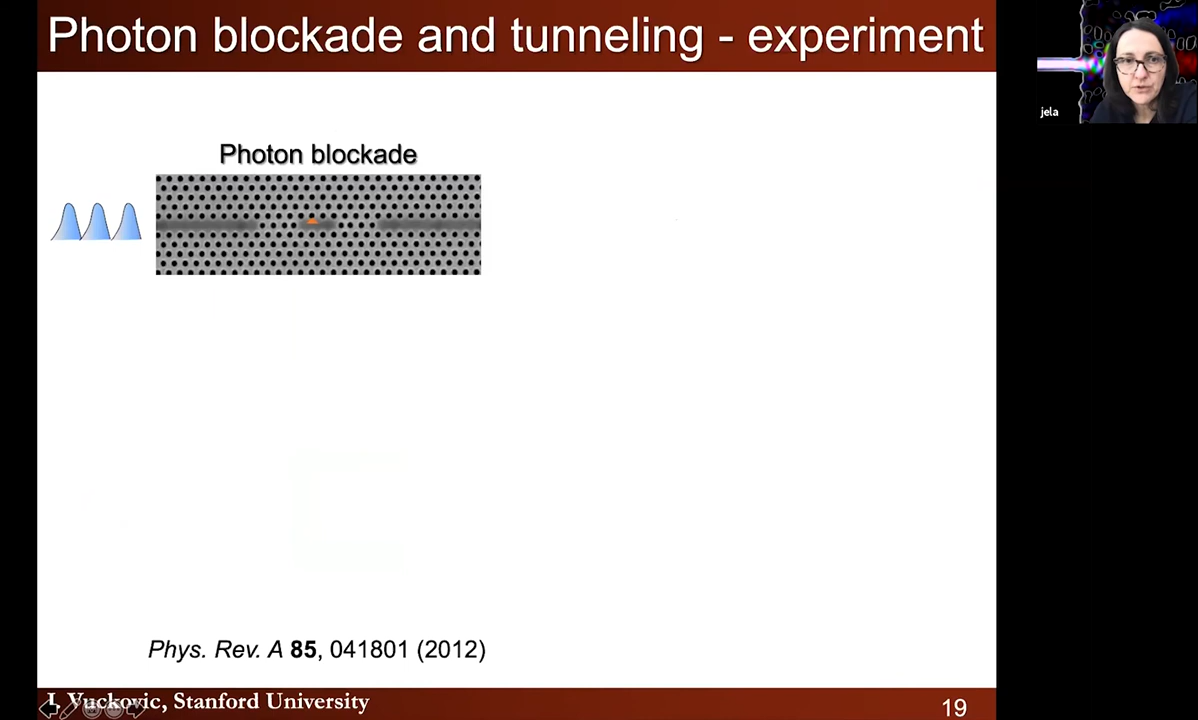 Photon blockade and tunneling - experiment
jela
Photon blockade
Phys. Rev. A 85, 041801 (2012)
J. Vuckovic, Stanford University
19